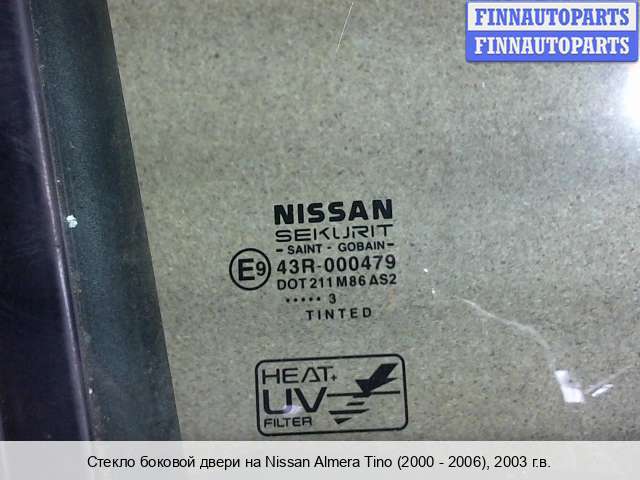 FINNAUTOPARTS
FINNAUTOPARTS
NISSAN
SEKURIT
- SAINT - GOBAIN -
E9 43R-000479
DOT 211 M86 AS2
..... 3
TINTED
HEAT+
UV
FILTER
Стекло боковой двери на Nissan Almera Tino (2000 - 2006), 2003 г.в.